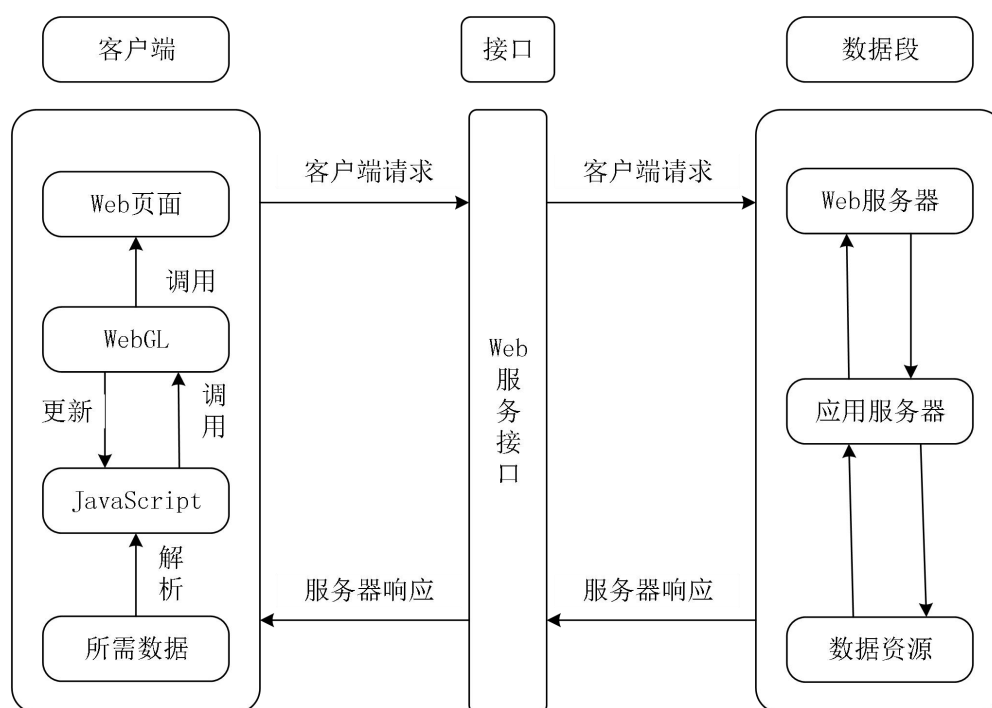 客户端
接口
数据段
客户端请求
客户端请求
Web页面
Web服务器
调用
WebGL
Web
服
务
接
口
更新
调
用
应用服务器
JavaScript
解
析
服务器响应
服务器响应
所需数据
数据资源